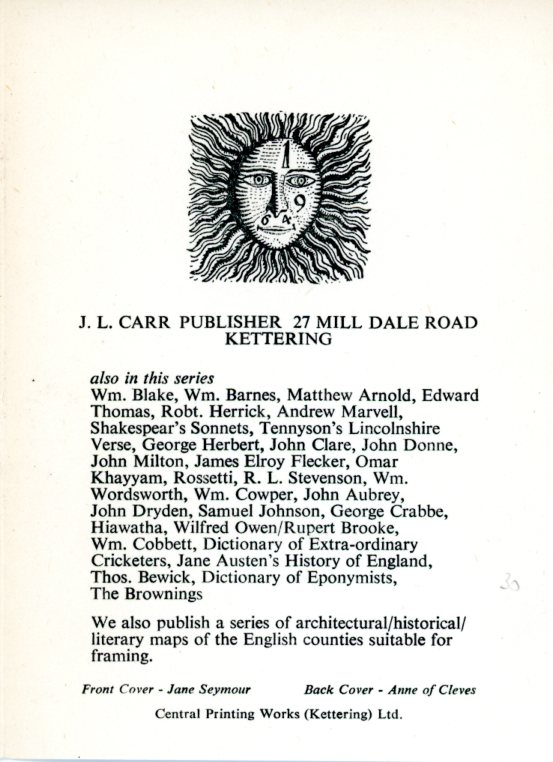 1
9
6 4
J. L. CARR PUBLISHER 27 MILL DALE ROAD
KETTERING
also in this series
Wm. Blake, Wm. Barnes, Matthew Arnold, Edward
Thomas, Robt. Herrick, Andrew Marvell,
Shakespear's Sonnets, Tennyson's Lincolnshire
Verse, George Herbert, John Clare, John Donne,
John Milton, James Elroy Flecker, Omar
Khayyam, Rossetti, R. L. Stevenson, Wm.
Wordsworth, Wm. Cowper, John Aubrey,
John Dryden, Samuel Johnson, George Crabbe,
Hiawatha, Wilfred Owen/Rupert Brooke,
Wm. Cobbett, Dictionary of Extra-ordinary
Cricketers, Jane Austen's History of England,
Thos. Bewick, Dictionary of Eponymists,
The Brownings
30
We also publish a series of architectural/historical/
literary maps of the English counties suitable for
framing.
Front Cover - Jane Seymour Back Cover - Anne of Cleves
Central Printing Works (Kettering) Ltd.